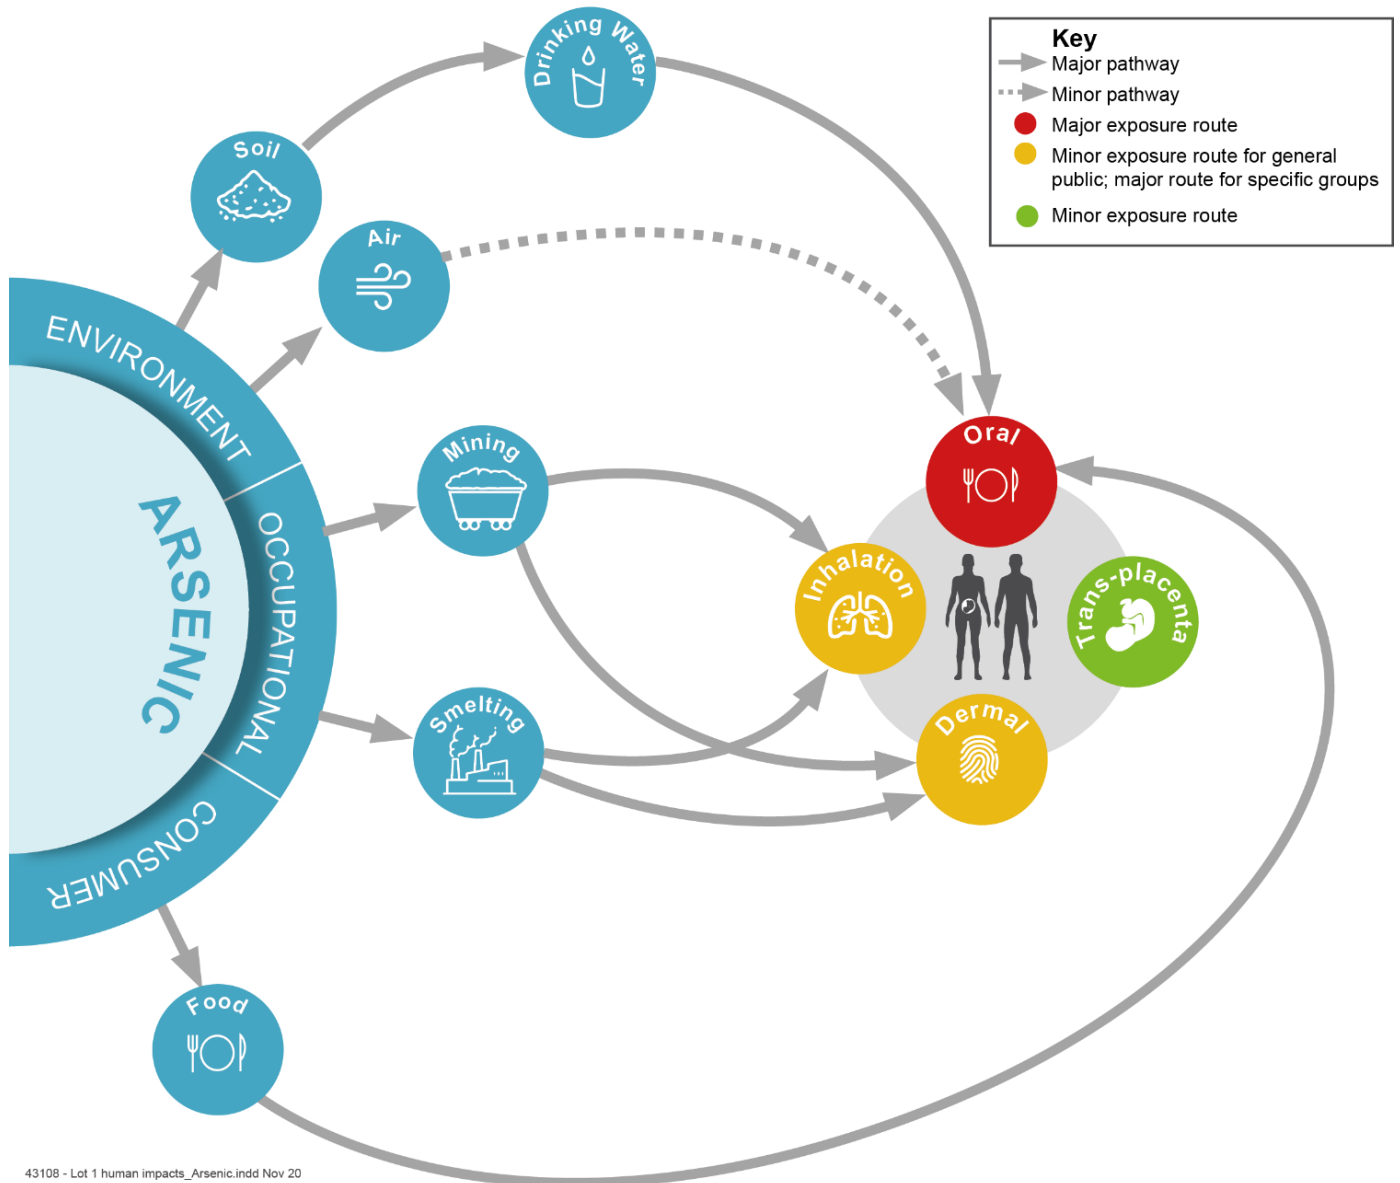 Key
Major pathway
Minor pathway
Major exposure route
Minor exposure route for general
public; major route for specific groups
Minor exposure route
Drinking Water
Soil
Air
ENVIRONMENT
OCCUPATIONAL
CONSUMER
ARSENIC
Mining
Smelting
Food
Oral
Inhalation
Trans-placenta
Dermal
43108 - Lot 1 human impacts_Arsenic.indd Nov 20